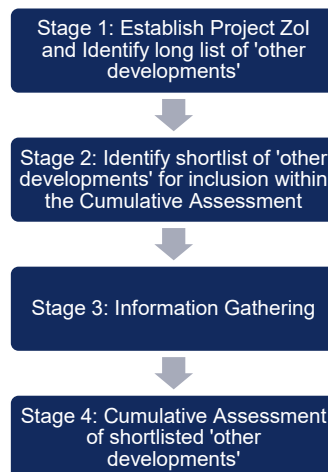 Stage 1: Establish Project ZoI
and Identify long list of 'other
developments'
Stage 2: Identify shortlist of 'other
developments' for inclusion within
the Cumulative Assessment
Stage 3: Information Gathering
Stage 4: Cumulative Assessment
of shortlisted 'other
developments'